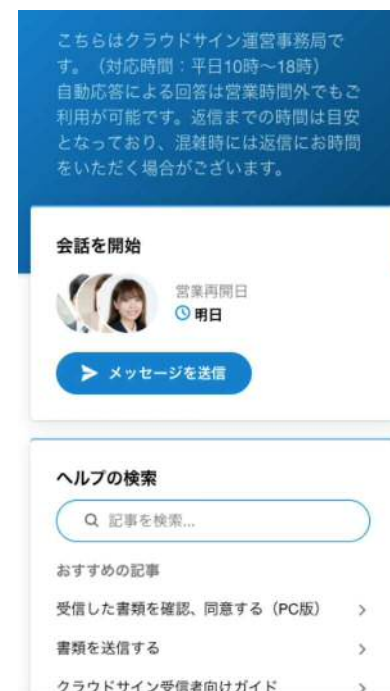 こちらはクラウドサイン運営事務局で
す。（対応時間：平日10時～18時）
自動応答による回答は営業時間外でもご
利用が可能です。返信までの時間は目安
となっており、混雑時には返信にお時間
をいただく場合がございます。
会話を開始
営業再開日
明日
メッセージを送信
ヘルプの検索
記事を検索...
おすすめの記事
受信した書類を確認、同意する（PC版）
書類を送信する
クラウドサイン受信者向けガイド